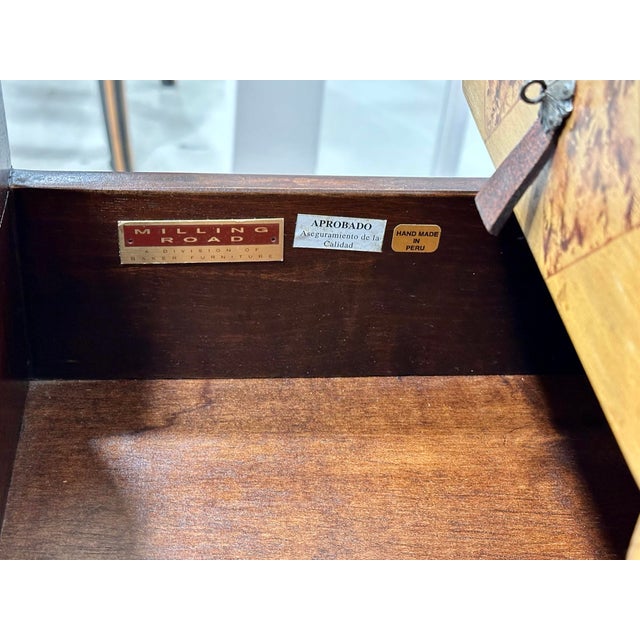 MILLING
ROAD
A DIVISION OF
BAKER FURNITURE
APROBADO
Aseguramiento de la
Calidad
HAND MADE
IN
PERU